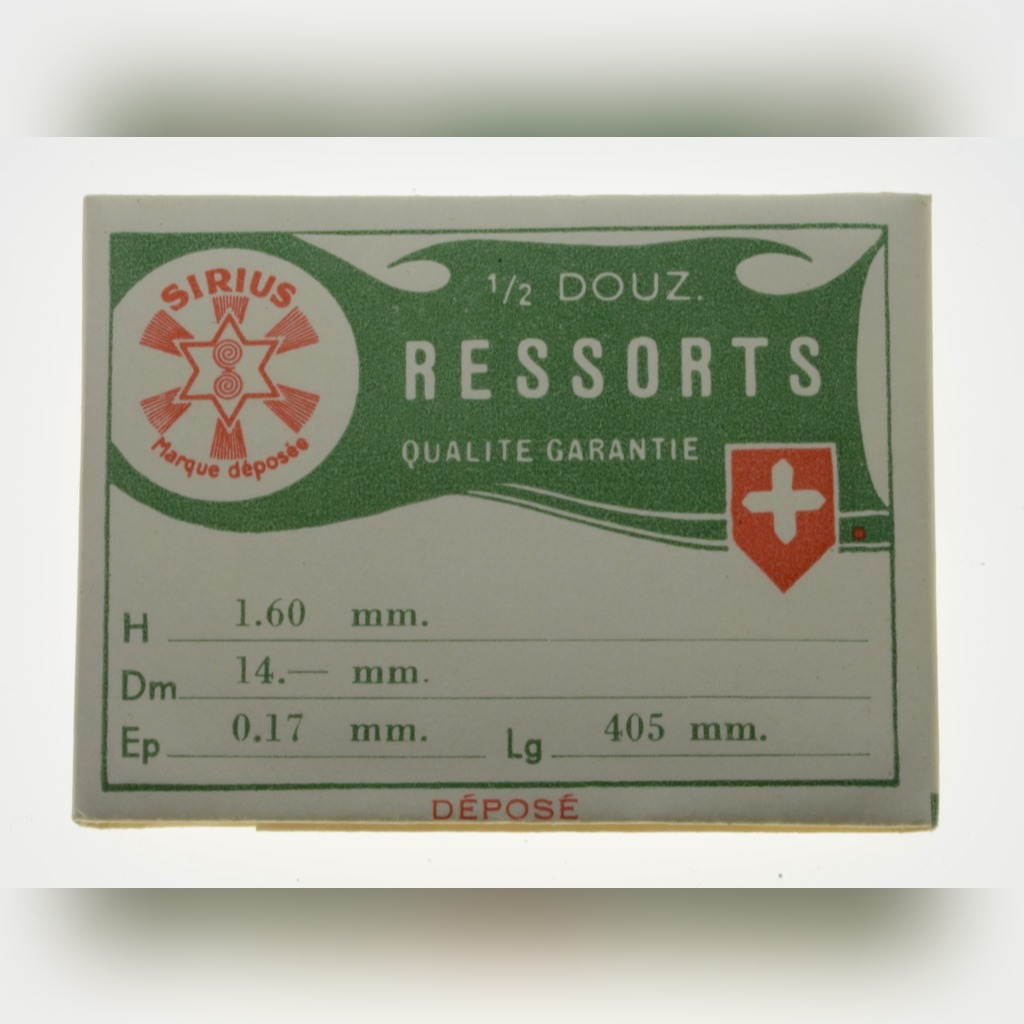 SIRIUS
Marque déposée
1/2 DOUZ.
RESSORTS
QUALITE GARANTIE
H 1.60 mm.
Dm 14.— mm.
Ep 0.17 mm. Lg 405 mm.
DÉPOSÉ